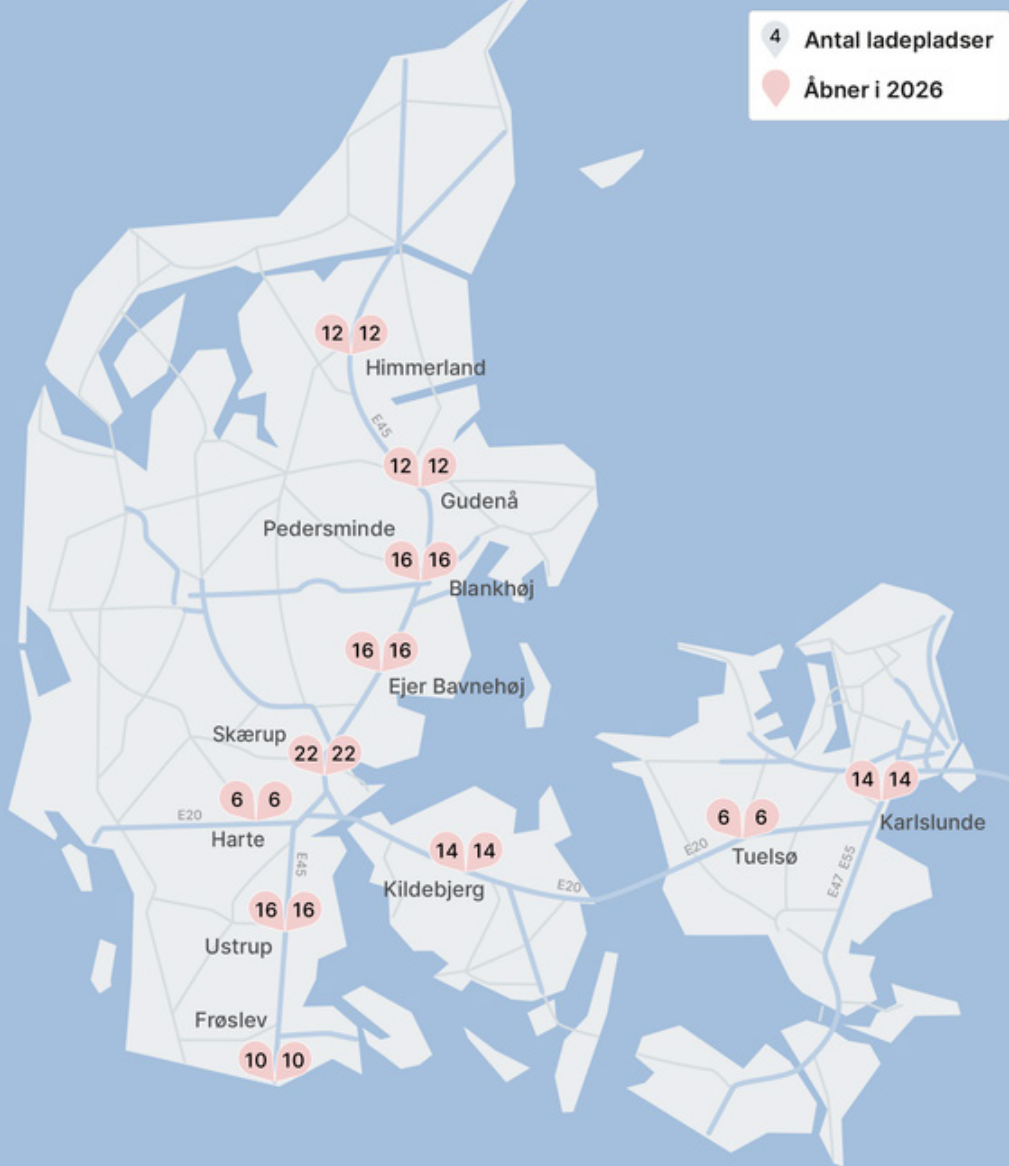 4 Antal ladepladser
Åbner i 2026
12 12
Himmerland
E45
12 12
Gudenå
Pedersminde
16 16
Blankhøj
16 16
Ejer Bavnehøj
Skærup
22 22
6 6
E20
Harte
14 14
Karlslunde
6 6
Tuelsø
E20
E47 E55
14 14
Kildebjerg
E20
E45
16 16
Ustrup
Frøslev
10 10